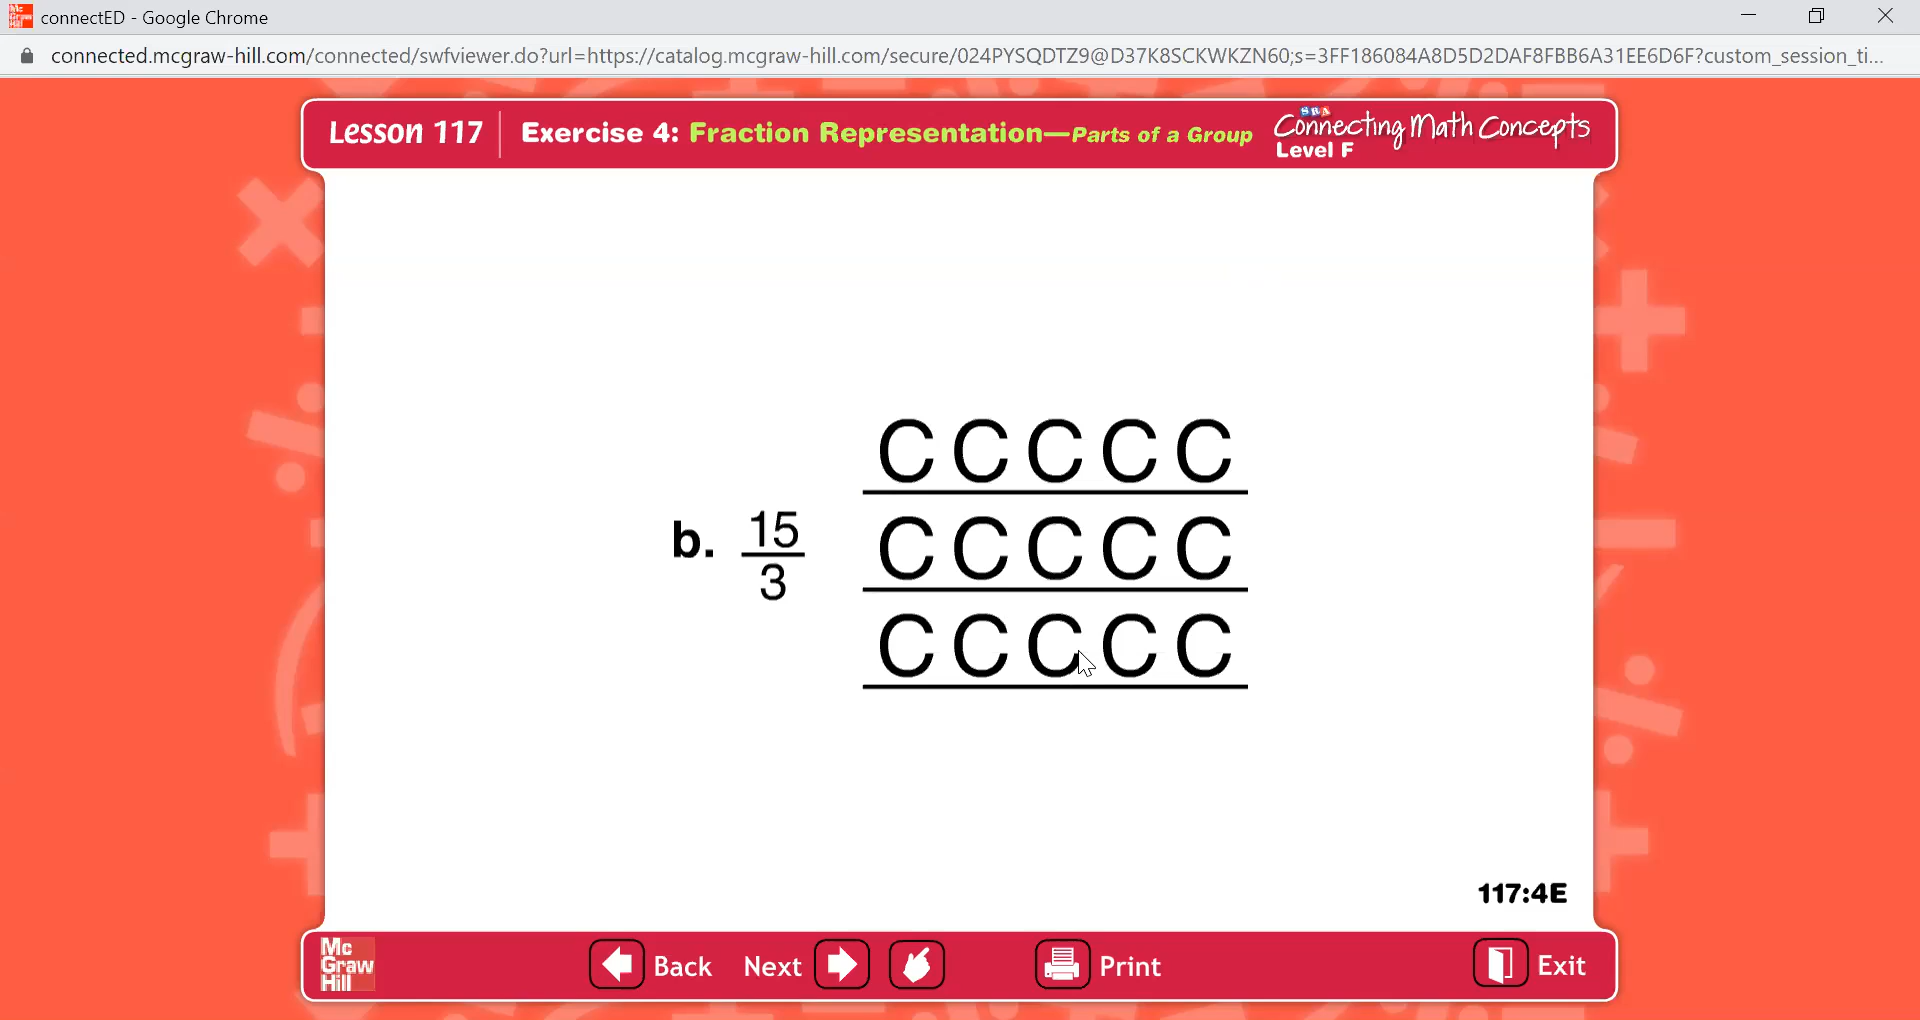 connectED - Google Chrome
connected.mcgraw-hill.com/connected/swfviewer.do?url=https://catalog.mcgraw-hill.com/secure/024PYSQDTZ9@D37K8SCKWKZN60;s=3FF186084A8D5D2DAF8FBB6A31EE6D6F?custom_session_ti...
Lesson 117 Exercise 4: Fraction Representation—Parts of a Group
SRA
Connecting Math Concepts
Level F
C C C C C
b. 15/3 C C C C C
C C C C C
117:4E
Mc
Graw
Hill
Back Next Print Exit